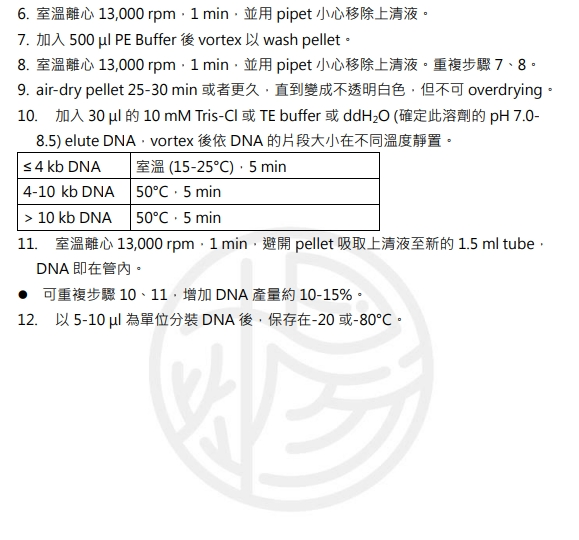 6. 室溫離心 13,000 rpm，1 min，並用 pipet 小心移除上清液。
7. 加入 500 μl PE Buffer 後 vortex 以 wash pellet。
8. 室溫離心 13,000 rpm，1 min，並用 pipet 小心移除上清液。重複步驟 7、8。
9. air-dry pellet 25-30 min 或者更久，直到變成不透明白色，但不可 overdrying。
10. 加入 30 μl 的 10 mM Tris-Cl 或 TE buffer 或 ddH₂O (確定此溶劑的 pH 7.0-
8.5) elute DNA，vortex 後依 DNA 的片段大小在不同溫度靜置。
≤ 4 kb DNA 室溫 (15-25°C)，5 min
4-10 kb DNA 50°C，5 min
> 10 kb DNA 50°C，5 min
11. 室溫離心 13,000 rpm，1 min，避開 pellet 吸取上清液至新的 1.5 ml tube，
DNA 即在管內。
● 可重複步驟 10、11，增加 DNA 產量約 10-15%。
12. 以 5-10 μl 為單位分裝 DNA 後，保存在-20 或-80°C。